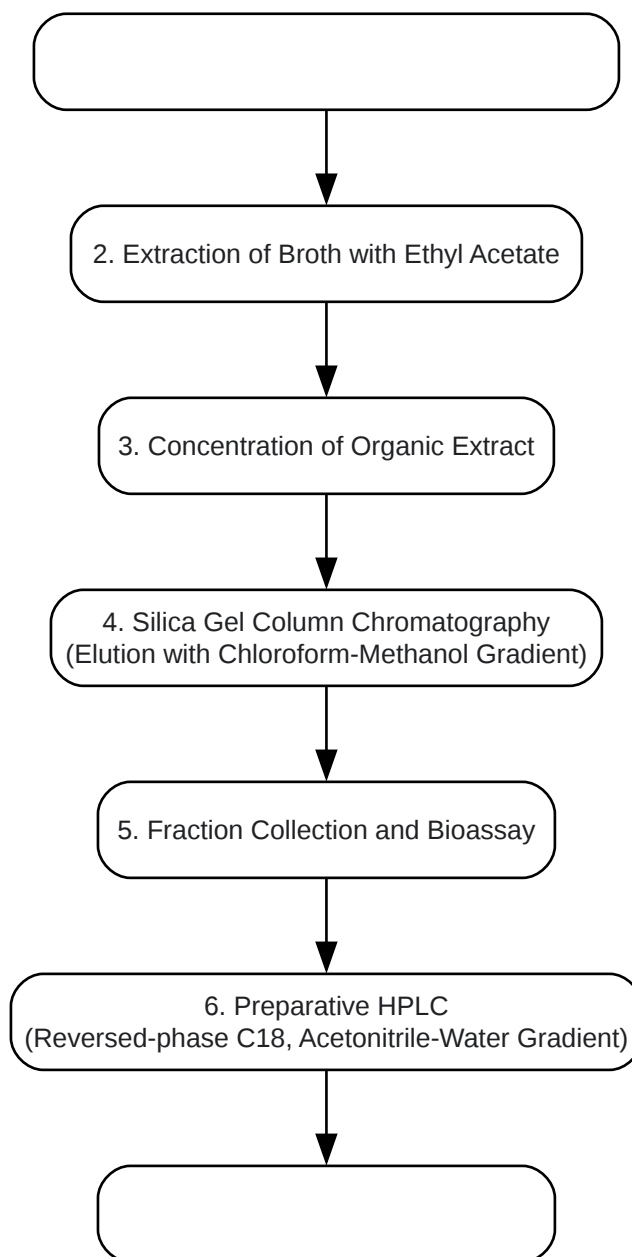 2. Extraction of Broth with Ethyl Acetate
3. Concentration of Organic Extract
4. Silica Gel Column Chromatography
(Elution with Chloroform-Methanol Gradient)
5. Fraction Collection and Bioassay
6. Preparative HPLC
(Reversed-phase C18, Acetonitrile-Water Gradient)